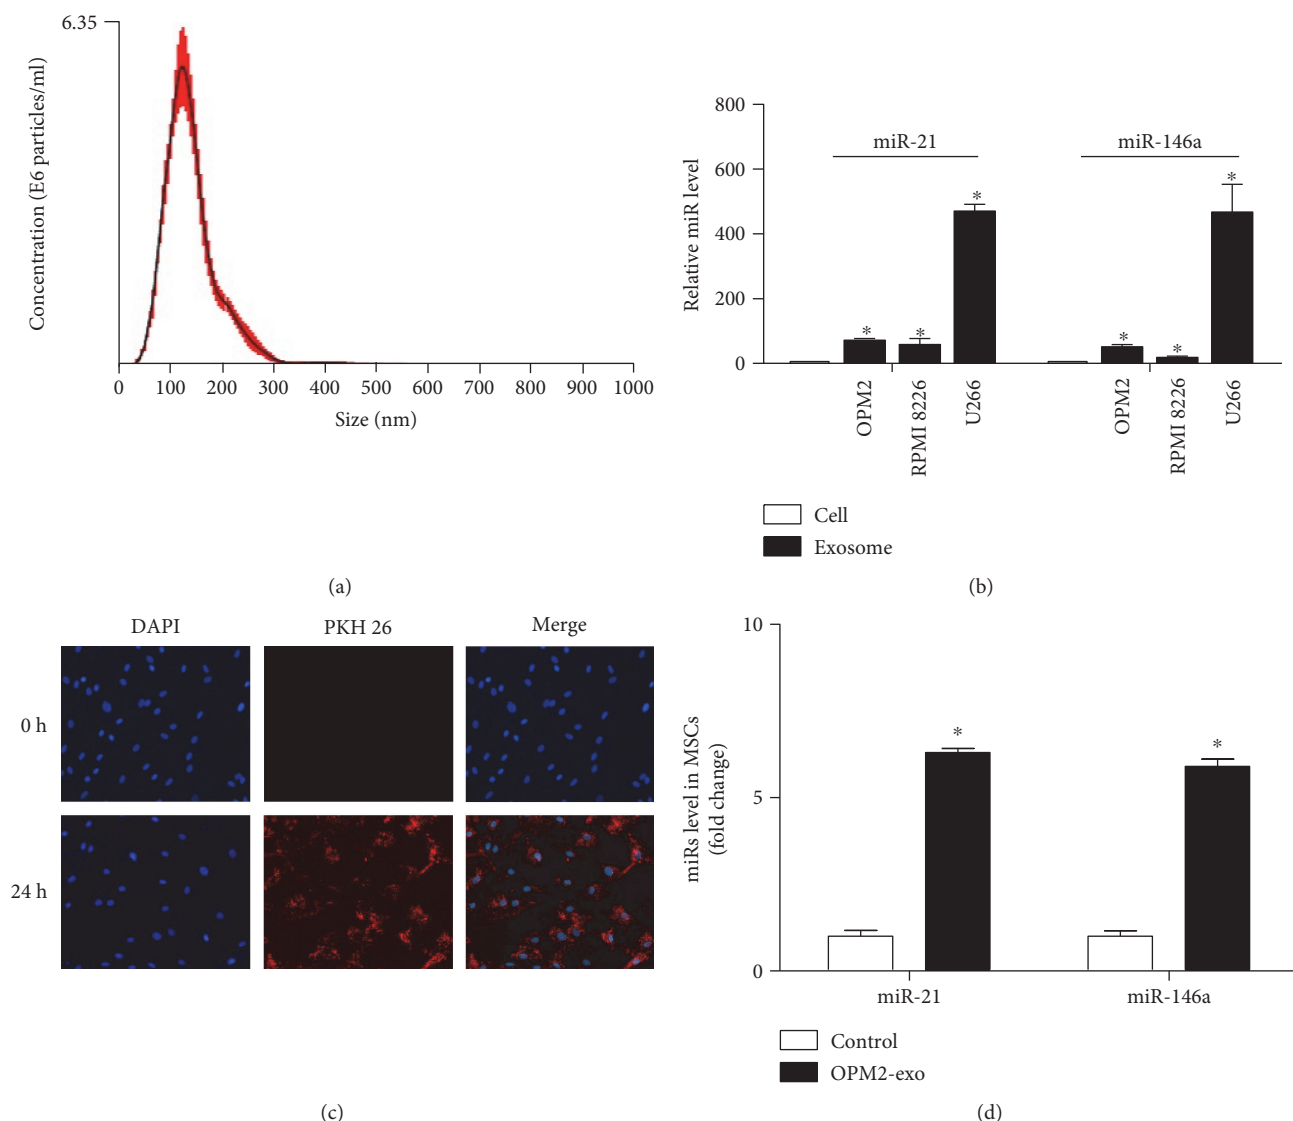 6.35
Concentration (E6 particles/ml)
0 100 200 300 400 500 600 700 800 900 1000
Size (nm)
(a)
800
600
400
200
0
Relative miR level
miR-21
miR-146a
* * * * * *
OPM2
RPMI 8226
U266
OPM2
RPMI 8226
U266
Cell
Exosome
(b)
DAPI PKH 26 Merge
0 h
24 h
(c)
10
5
0
miRs level in MSCs
(fold change)
* *
miR-21 miR-146a
Control
OPM2-exo
(d)